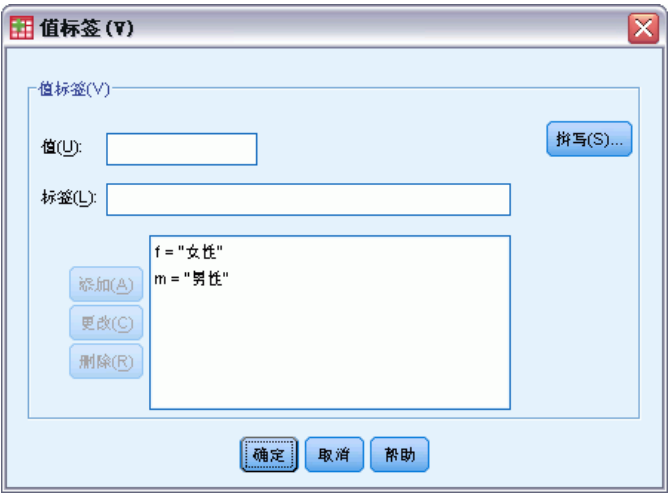 值标签(V)
值标签(V)
值(U):
拼写(S)...
标签(L):
f = "女性"
m = "男性"
添加(A)
更改(C)
删除(R)
确定
取消
帮助